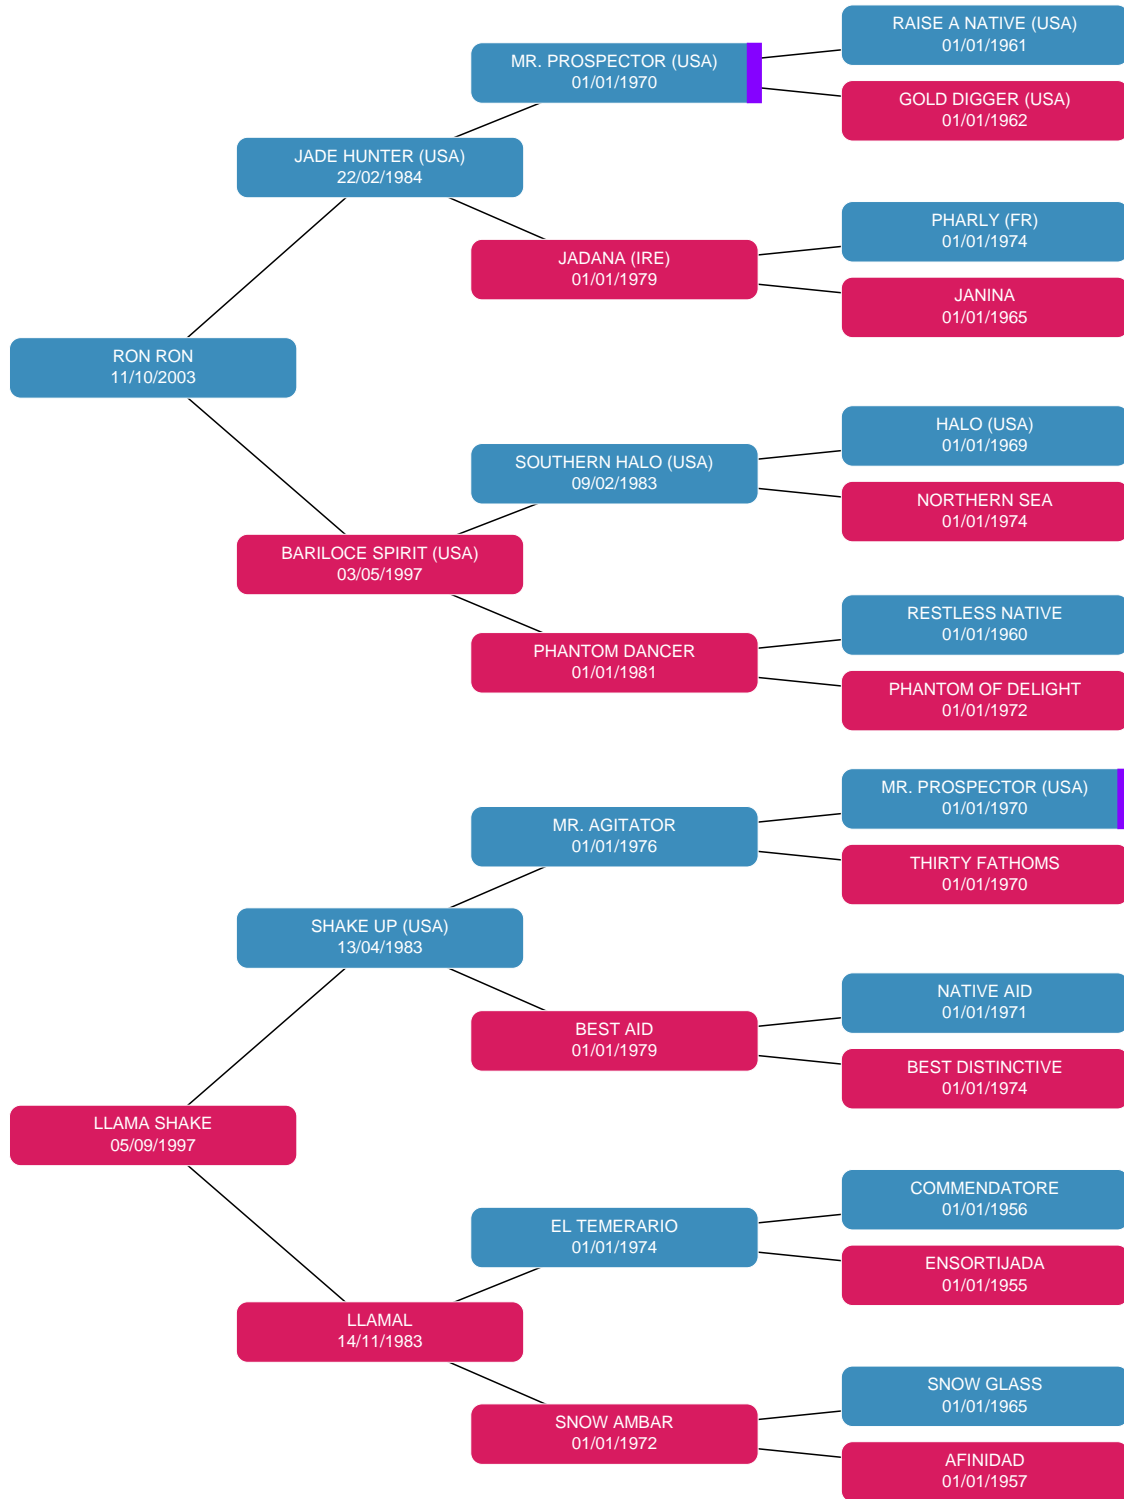 RAISE A NATIVE (USA)
01/01/1961
MR. PROSPECTOR (USA)
01/01/1970
GOLD DIGGER (USA)
01/01/1962
JADE HUNTER (USA)
22/02/1984
PHARLY (FR)
01/01/1974
JADANA (IRE)
01/01/1979
JANINA
01/01/1965
RON RON
11/10/2003
HALO (USA)
01/01/1969
SOUTHERN HALO (USA)
09/02/1983
NORTHERN SEA
01/01/1974
BARILOCE SPIRIT (USA)
03/05/1997
RESTLESS NATIVE
01/01/1960
PHANTOM DANCER
01/01/1981
PHANTOM OF DELIGHT
01/01/1972
MR. PROSPECTOR (USA)
01/01/1970
MR. AGITATOR
01/01/1976
THIRTY FATHOMS
01/01/1970
SHAKE UP (USA)
13/04/1983
NATIVE AID
01/01/1971
BEST AID
01/01/1979
BEST DISTINCTIVE
01/01/1974
LLAMA SHAKE
05/09/1997
COMMENDATORE
01/01/1956
EL TEMERARIO
01/01/1974
ENSORTIJADA
01/01/1955
LLAMAL
14/11/1983
SNOW GLASS
01/01/1965
SNOW AMBAR
01/01/1972
AFINIDAD
01/01/1957